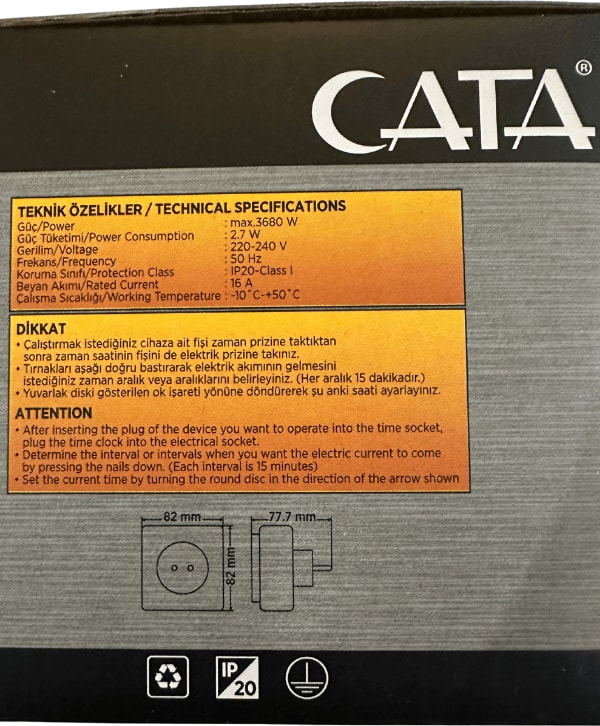 CATA®
TEKNİK ÖZELİKLER / TECHNICAL SPECIFICATIONS
Güç/Power : max.3680 W
Güç Tüketimi/Power Consumption : 2.7 W
Gerilim/Voltage : 220-240 V
Frekans/Frequency : 50 Hz
Koruma Sınıfı/Protection Class : IP20-Class I
Beyan Akımı/Rated Current : 16 A
Çalışma Sıcaklığı/Working Temperature : -10°C-+50°C
DİKKAT
• Çalıştırmak istediğiniz cihaza ait fişi zaman prizine taktıktan
sonra zaman saatinin fişini de elektrik prizine takınız.
• Tırnakları aşağı doğru bastırarak elektrik akımının gelmesini
istediğiniz zaman aralık veya aralıklarını belirleyiniz. (Her aralık 15 dakikadır.)
• Yuvarlak diski gösterilen ok işareti yönüne döndürerek şu anki saati ayarlayınız.
ATTENTION
• After inserting the plug of the device you want to operate into the time socket,
plug the time clock into the electrical socket.
• Determine the interval or intervals when you want the electric current to come
by pressing the nails down. (Each interval is 15 minutes)
• Set the current time by turning the round disc in the direction of the arrow shown
82 mm
77.7 mm
82 mm
IP
20